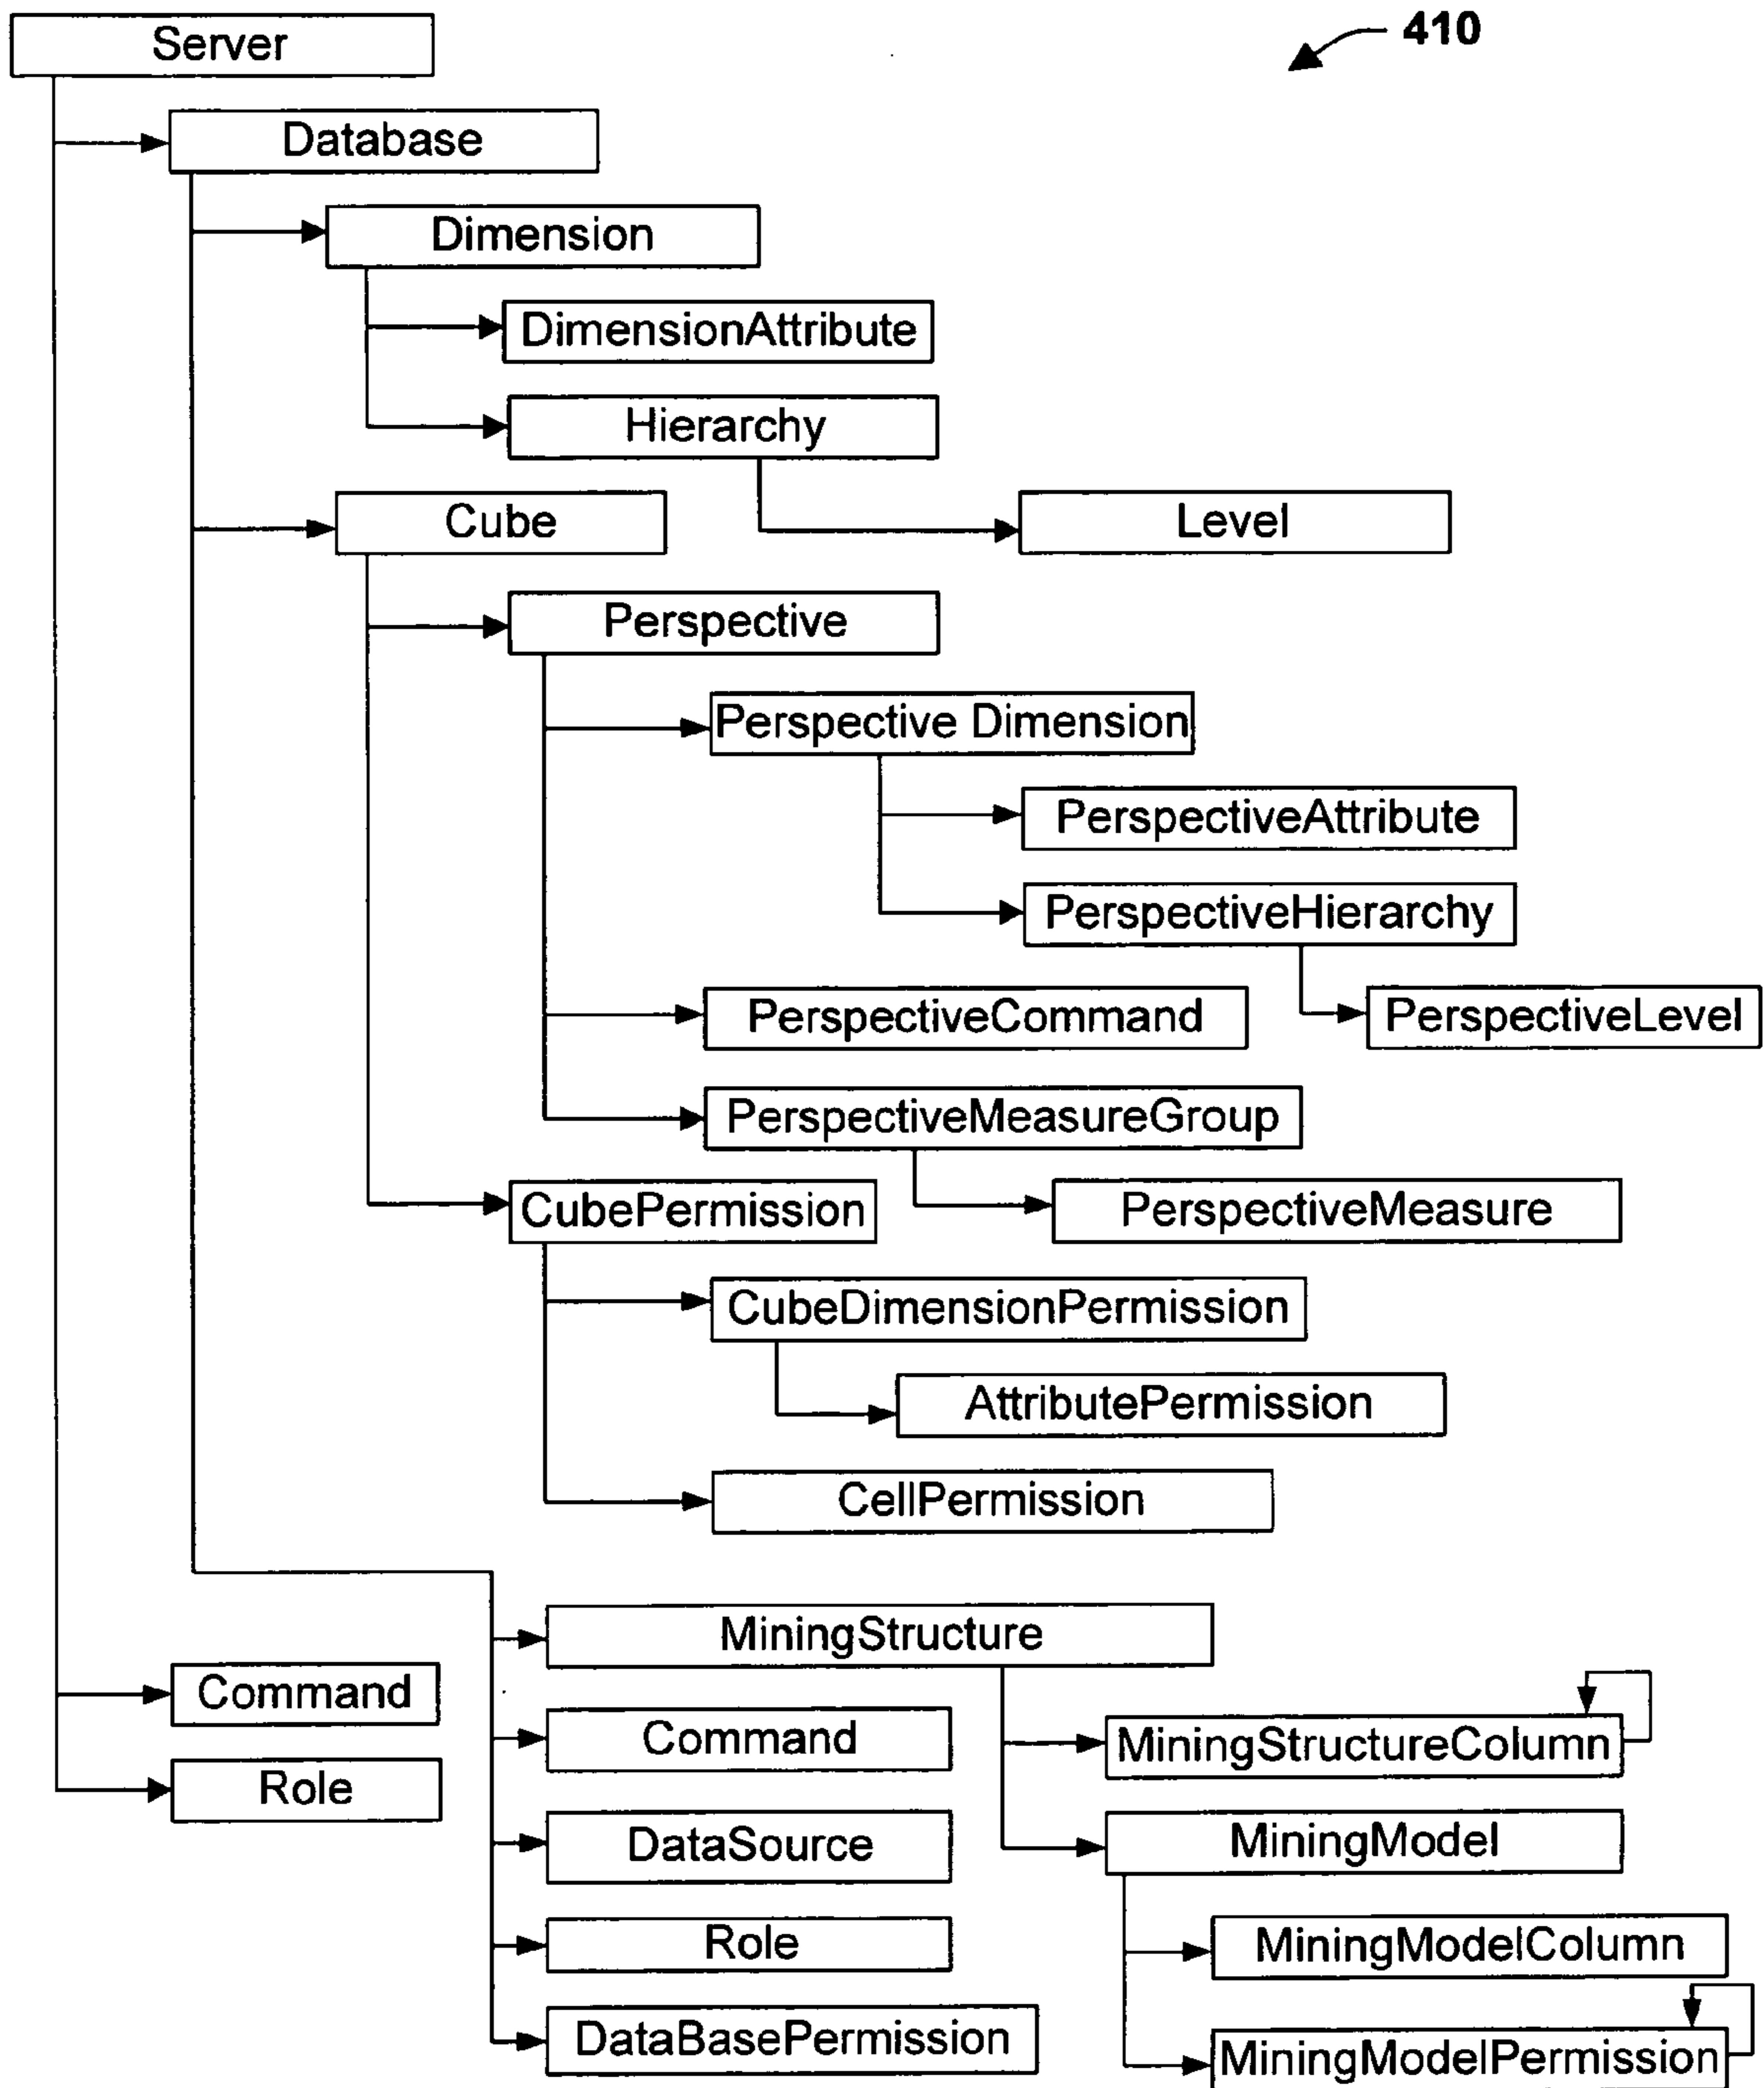 410
Server
Database
Dimension
DimensionAttribute
Hierarchy
Cube
Level
Perspective
Perspective Dimension
PerspectiveAttribute
PerspectiveHierarchy
PerspectiveCommand
PerspectiveLevel
PerspectiveMeasureGroup
CubePermission
PerspectiveMeasure
CubeDimensionPermission
AttributePermission
CellPermission
MiningStructure
Command
Command
MiningStructureColumn
Role
DataSource
MiningModel
Role
MiningModelColumn
DataBasePermission
MiningModelPermission